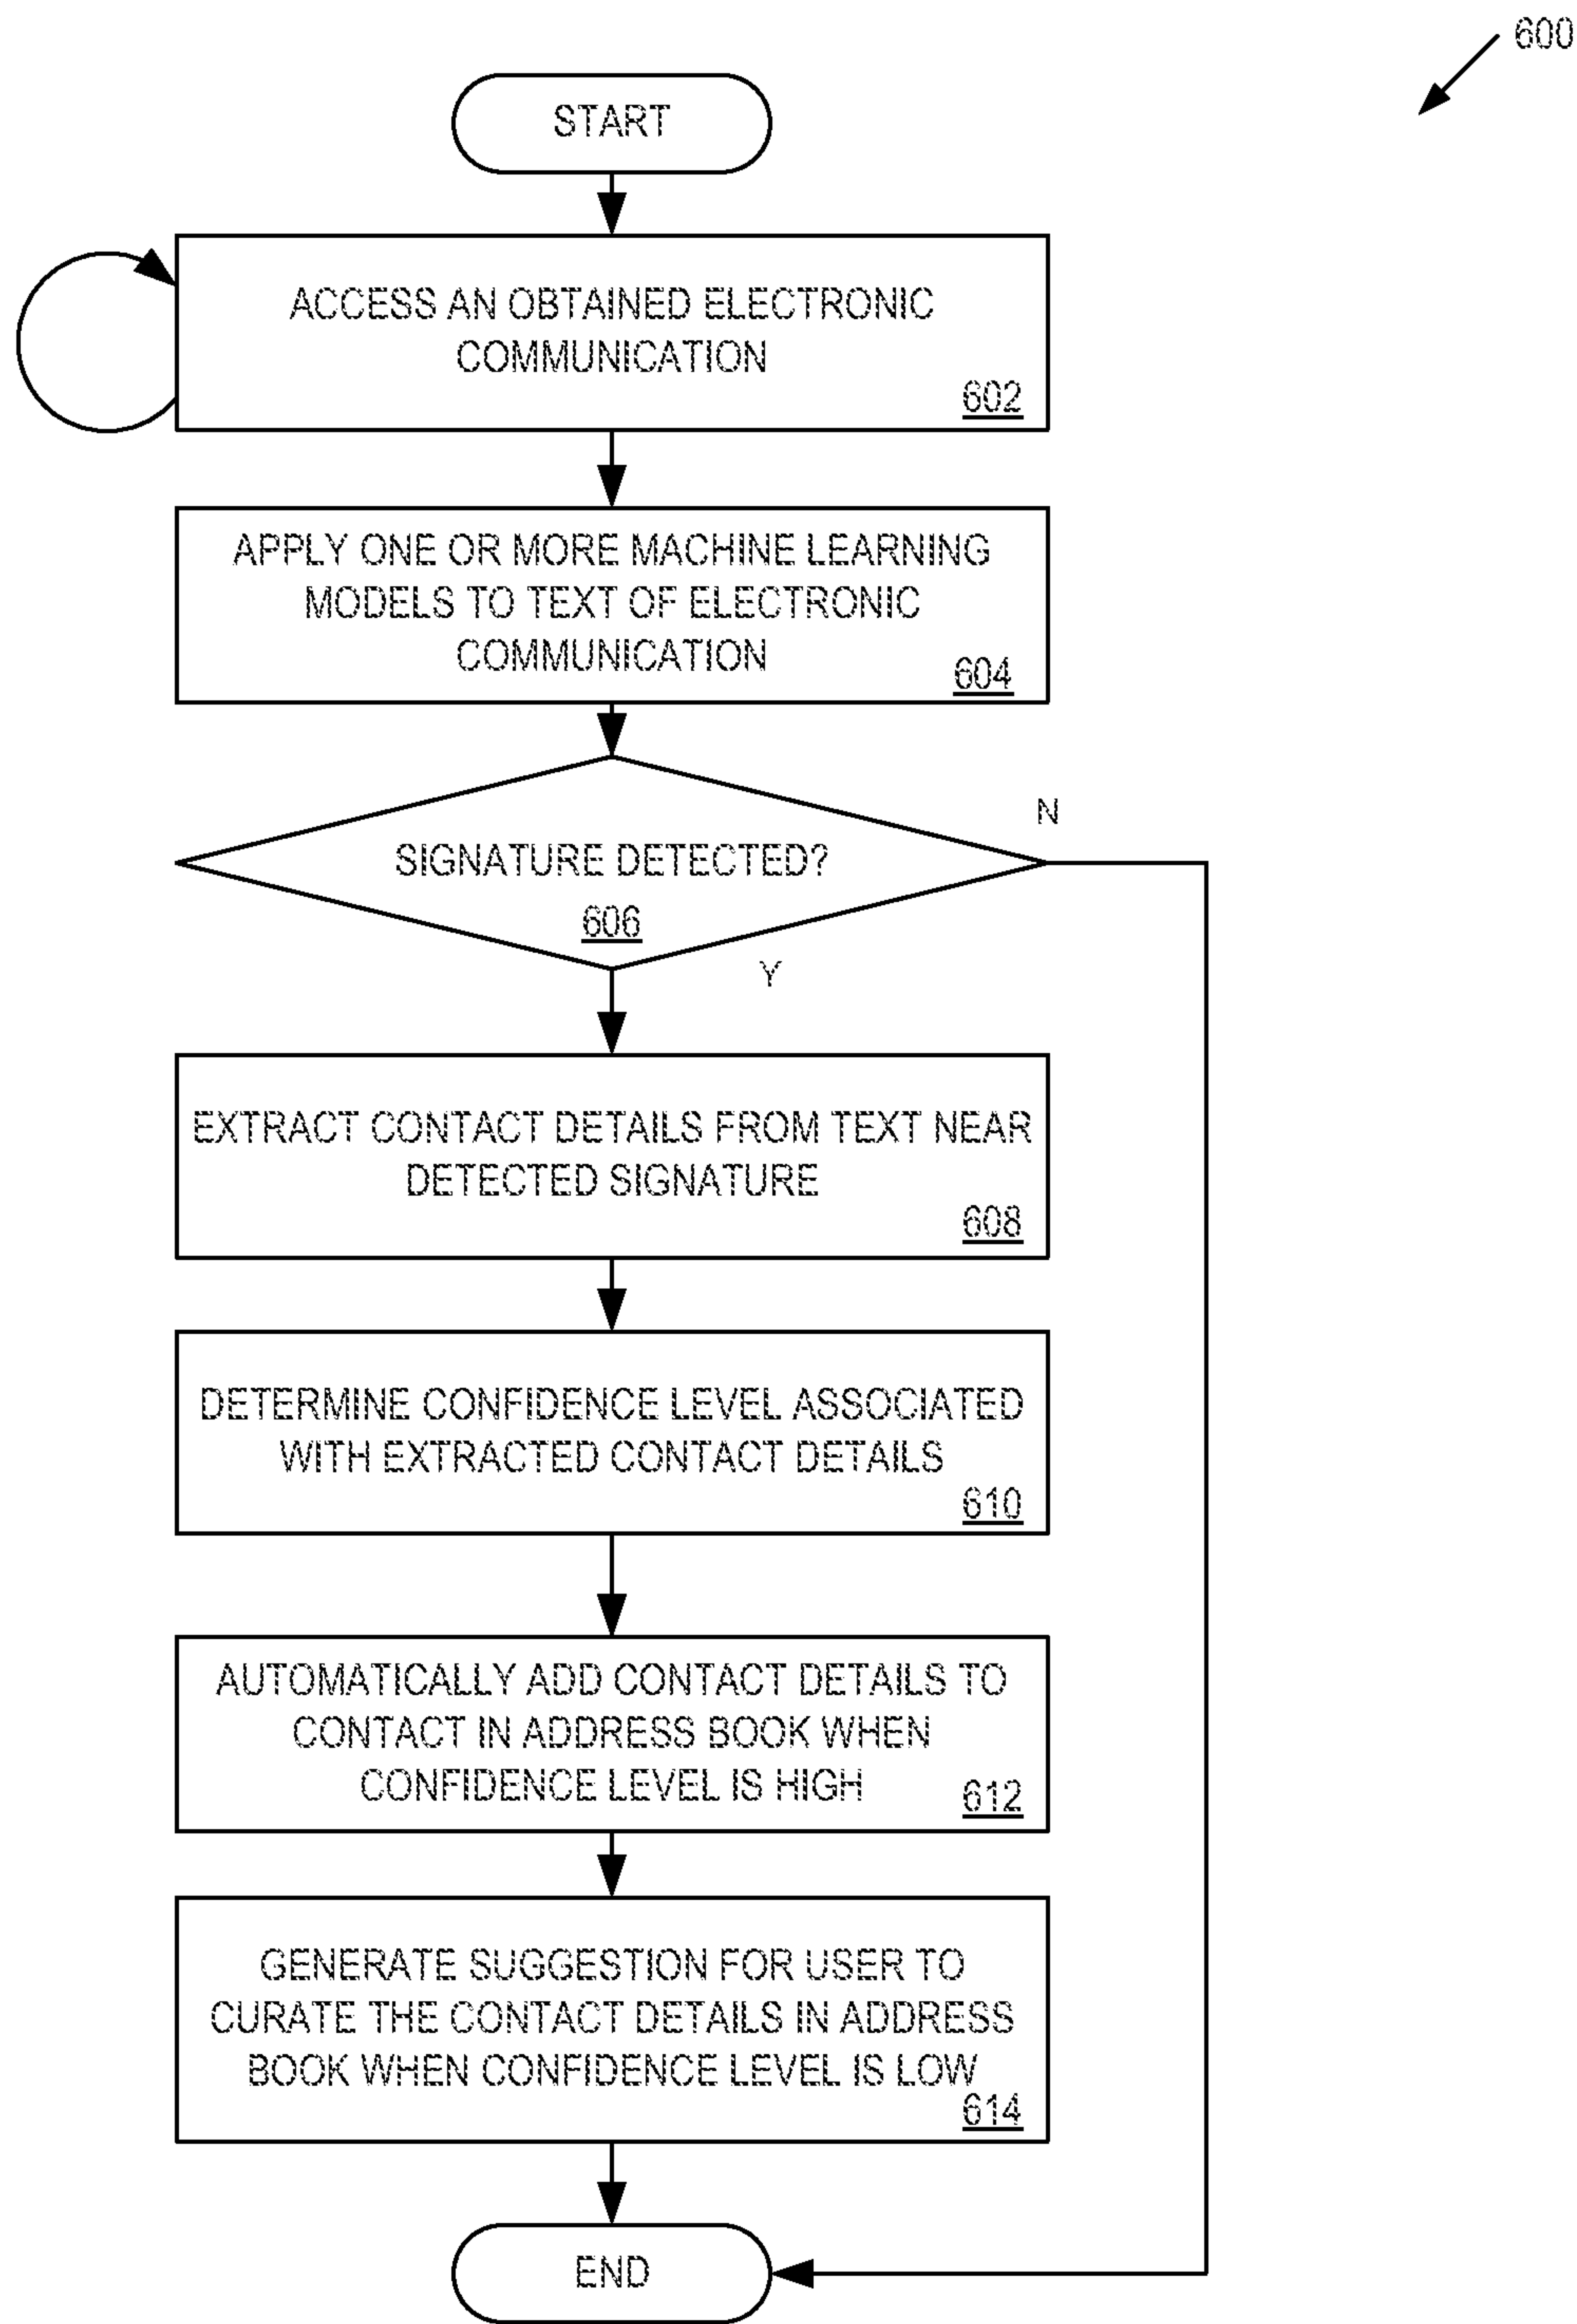 600
START
ACCESS AN OBTAINED ELECTRONIC
COMMUNICATION
602
APPLY ONE OR MORE MACHINE LEARNING
MODELS TO TEXT OF ELECTRONIC
COMMUNICATION
604
N
SIGNATURE DETECTED?
606
Y
EXTRACT CONTACT DETAILS FROM TEXT NEAR
DETECTED SIGNATURE
608
DETERMINE CONFIDENCE LEVEL ASSOCIATED
WITH EXTRACTED CONTACT DETAILS
610
AUTOMATICALLY ADD CONTACT DETAILS TO
CONTACT IN ADDRESS BOOK WHEN
CONFIDENCE LEVEL IS HIGH
612
GENERATE SUGGESTION FOR USER TO
CURATE THE CONTACT DETAILS IN ADDRESS
BOOK WHEN CONFIDENCE LEVEL IS LOW
614
END